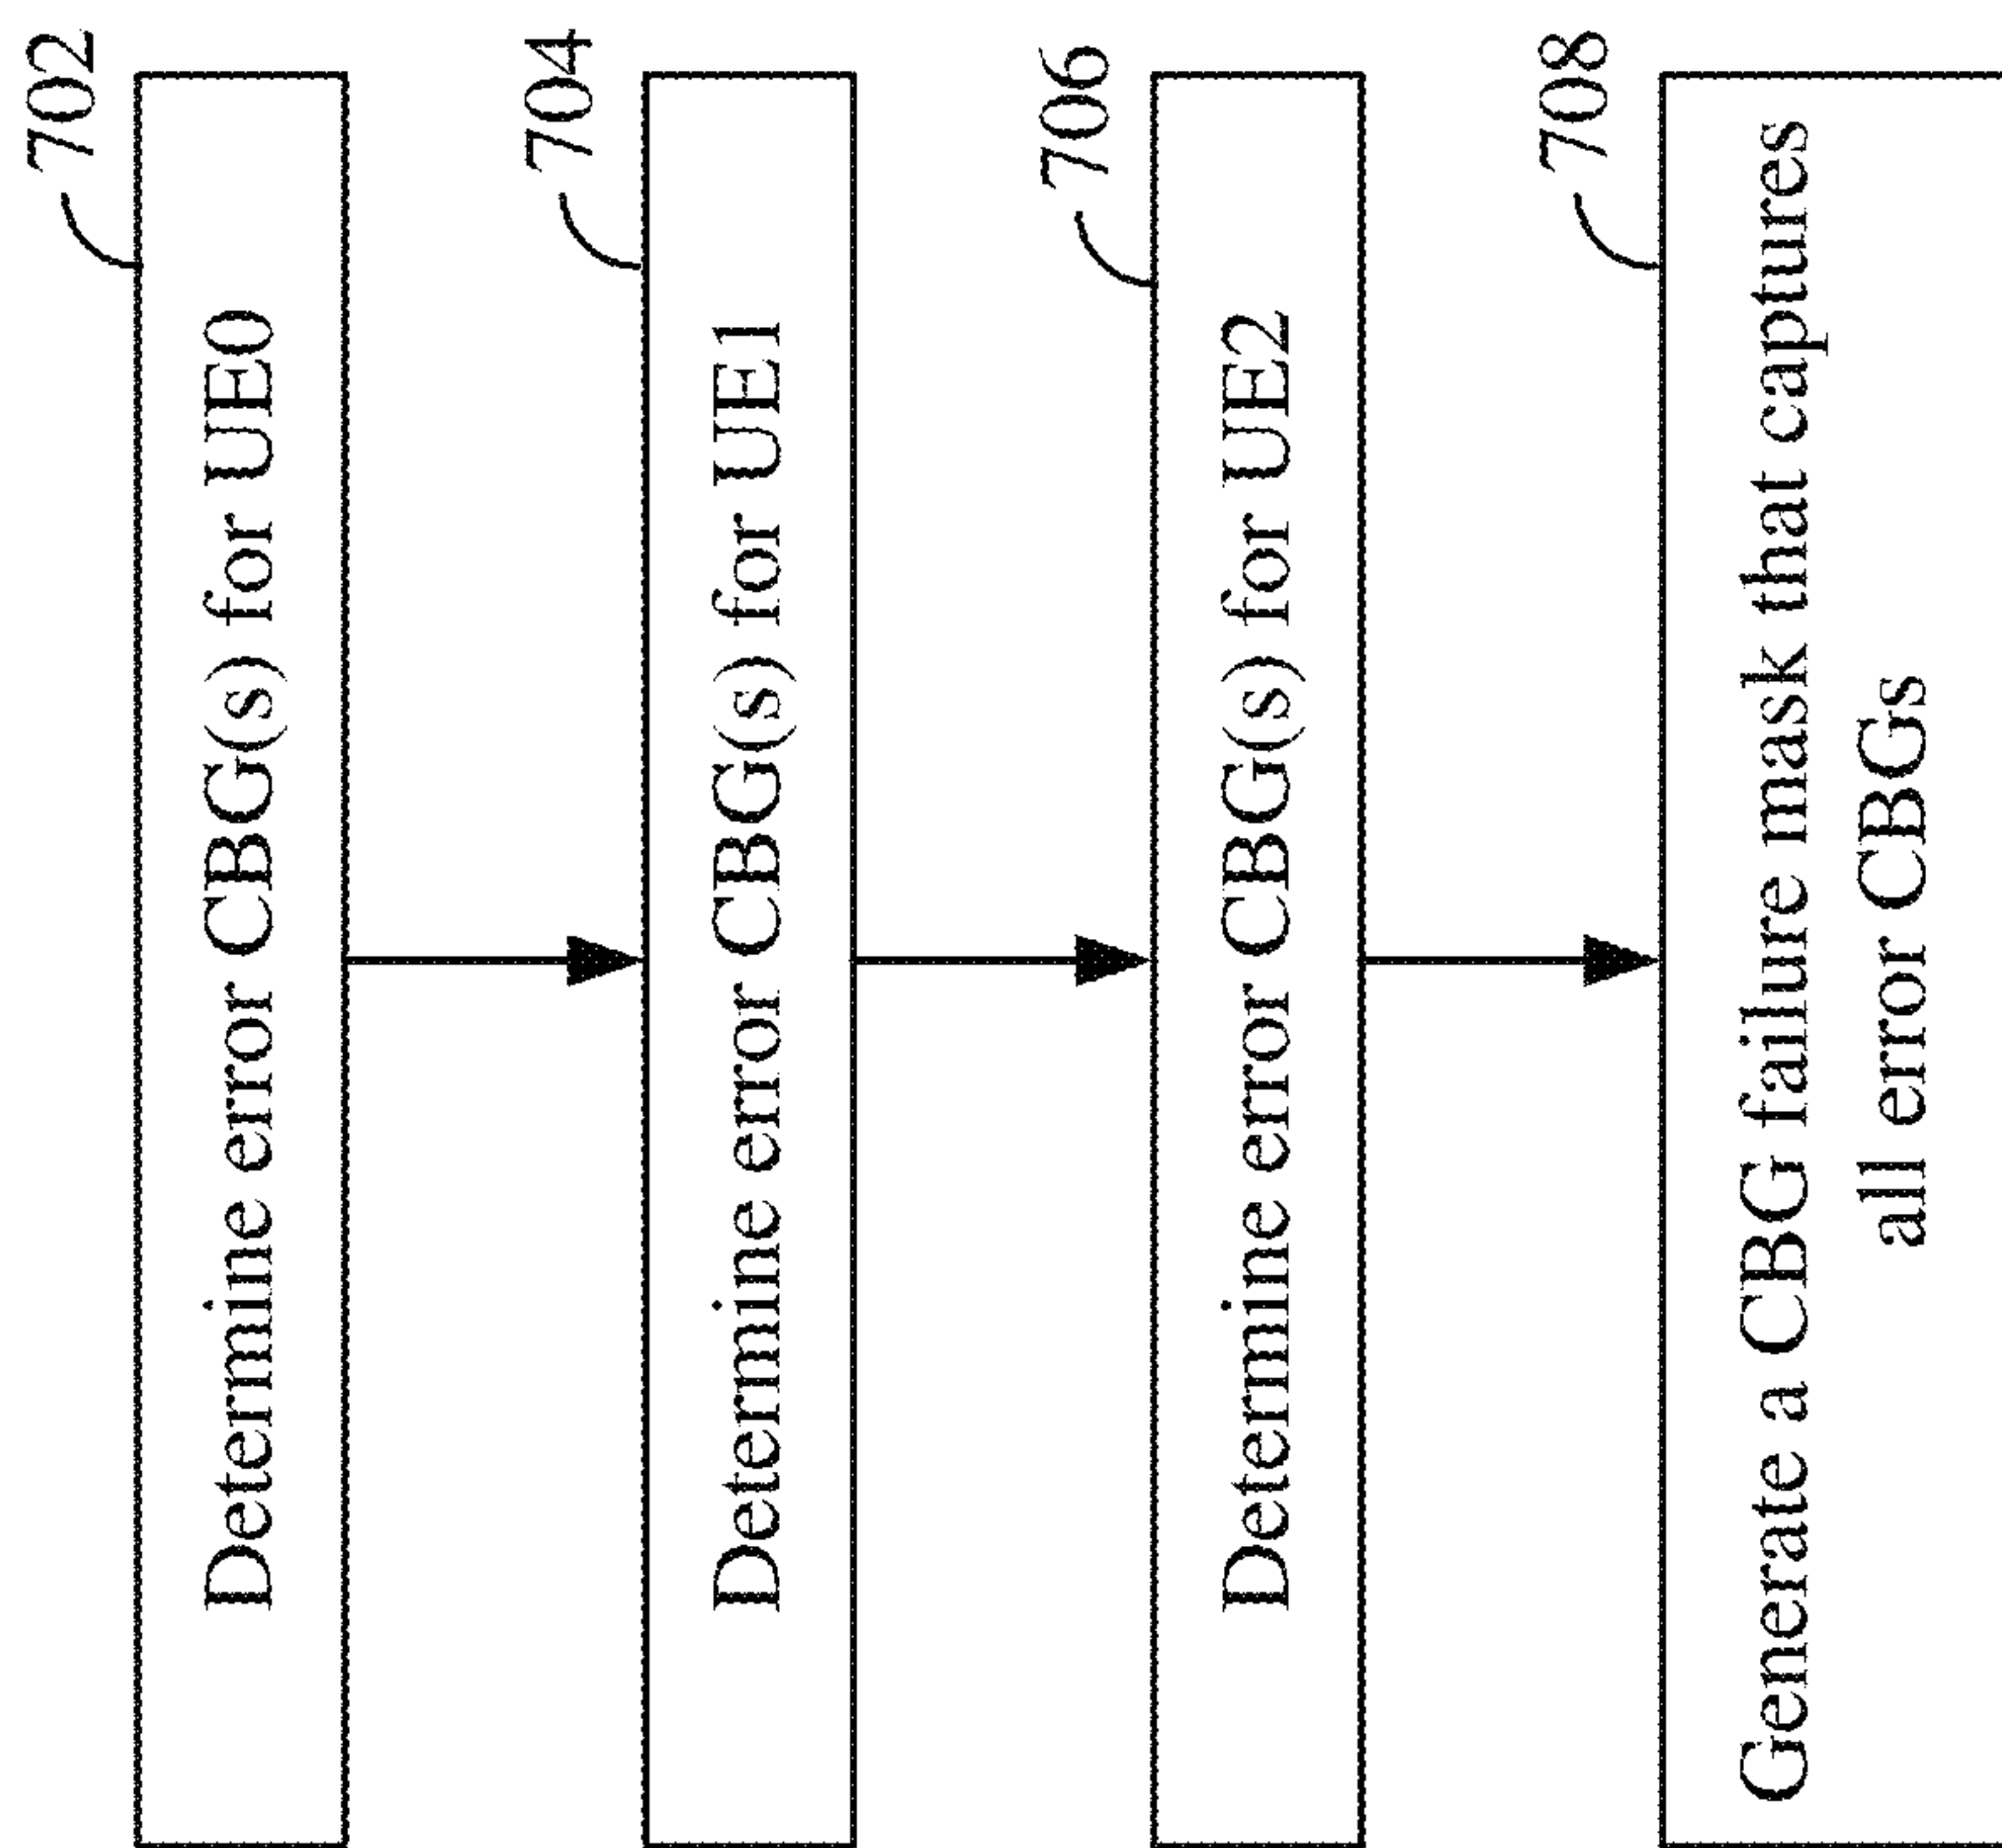 702
Determine error CBG(s) for UE0
704
Determine error CBG(s) for UE1
706
Determine error CBG(s) for UE2
708
Generate a CBG failure mask that captures
all error CBGs